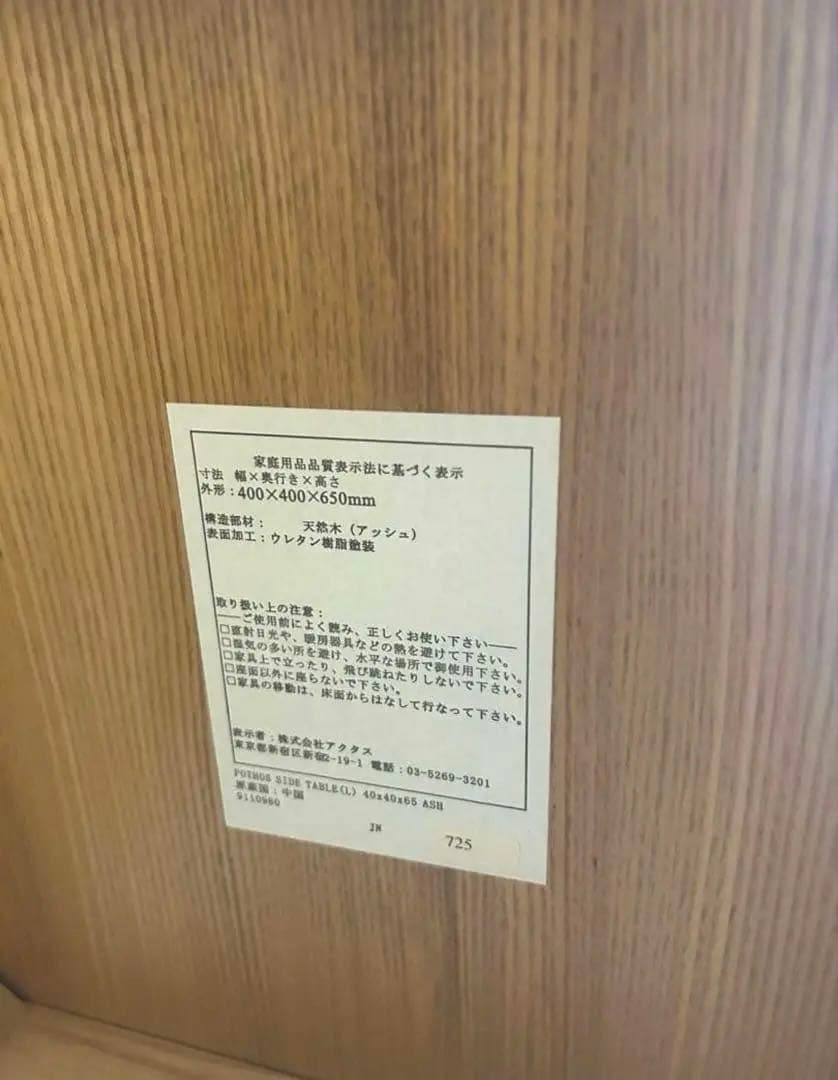 家庭用品品質表示法に基づく表示
寸法 幅×奥行き×高さ
外形：400×400×650mm
構造部材： 天然木（アッシュ）
表面加工：ウレタン樹脂塗装
取り扱い上の注意：
――ご使用前によく読み、正しくお使い下さい――
□直射日光や、暖房器具などの熱を避けて下さい。
□湿気の多い所を避け、水平な場所で御使用下さい。
□家具上で立ったり、飛び跳ねたりしないで下さい。
□座面以外に座らないで下さい。
□家具の移動は、床面からはなして行なって下さい。
表示者：株式会社アクタス
東京都新宿区新宿2-19-1 電話：03-5269-3201
SIDE TABLE(L) 40x40x65 ASH
原産国：中国
9110960
JN
725